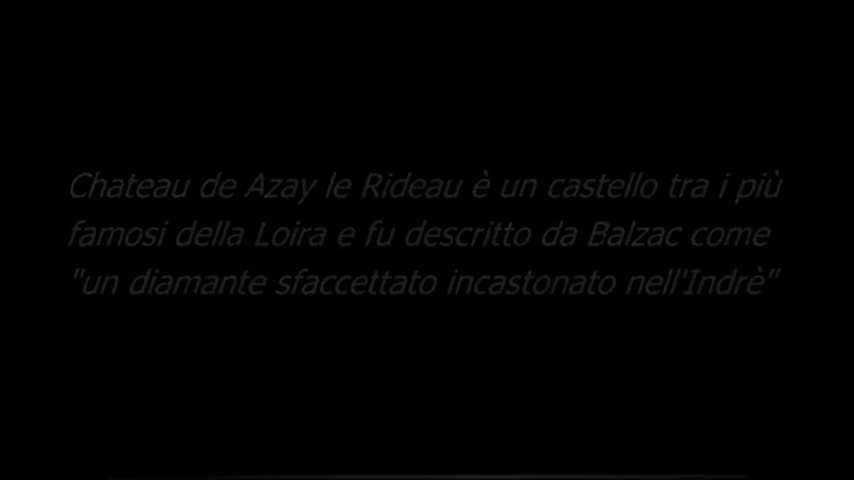 Chateau de Azay le Rideau è un castello tra i più
famosi della Loira e fu descritto da Balzac come
"un diamante sfaccettato incastonato nell'Indrè"